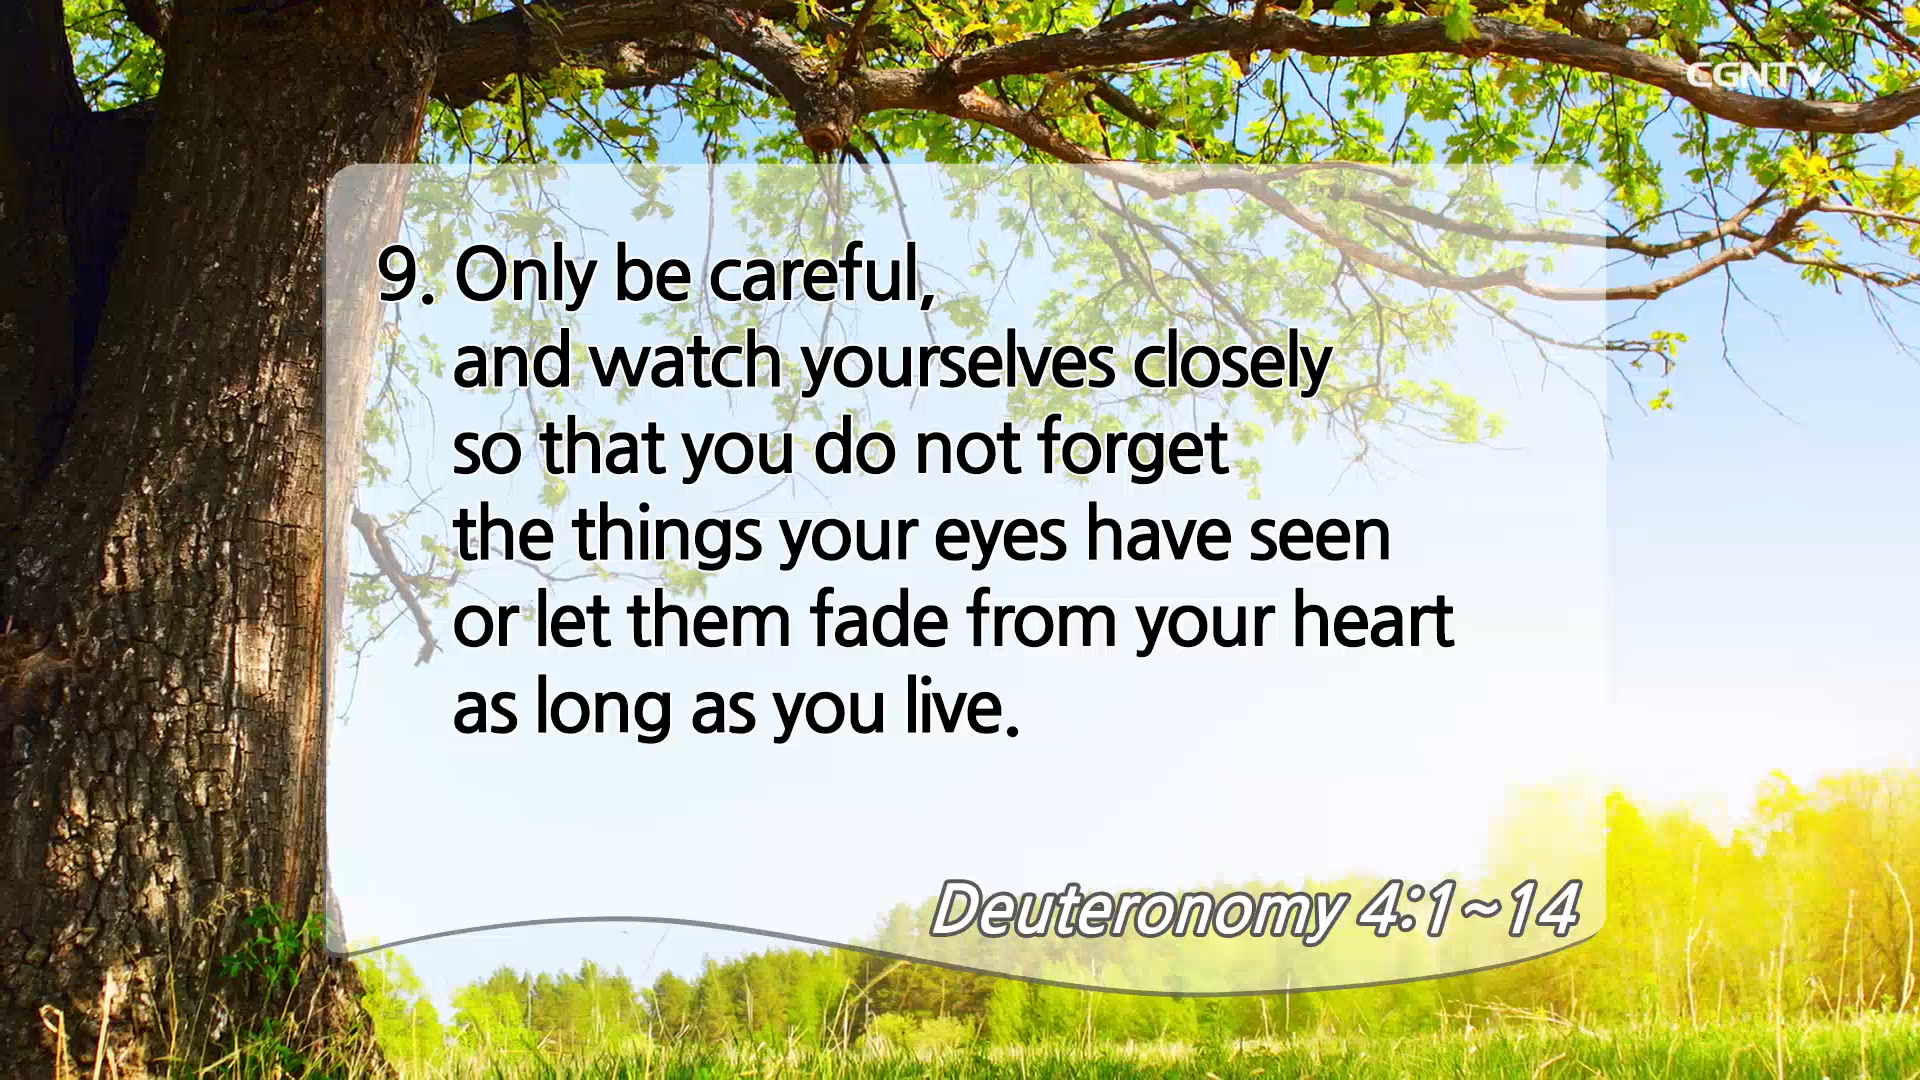 CGNTV
9. Only be careful,
and watch yourselves closely
so that you do not forget
the things your eyes have seen
or let them fade from your heart
as long as you live.
Deuteronomy 4:1~14